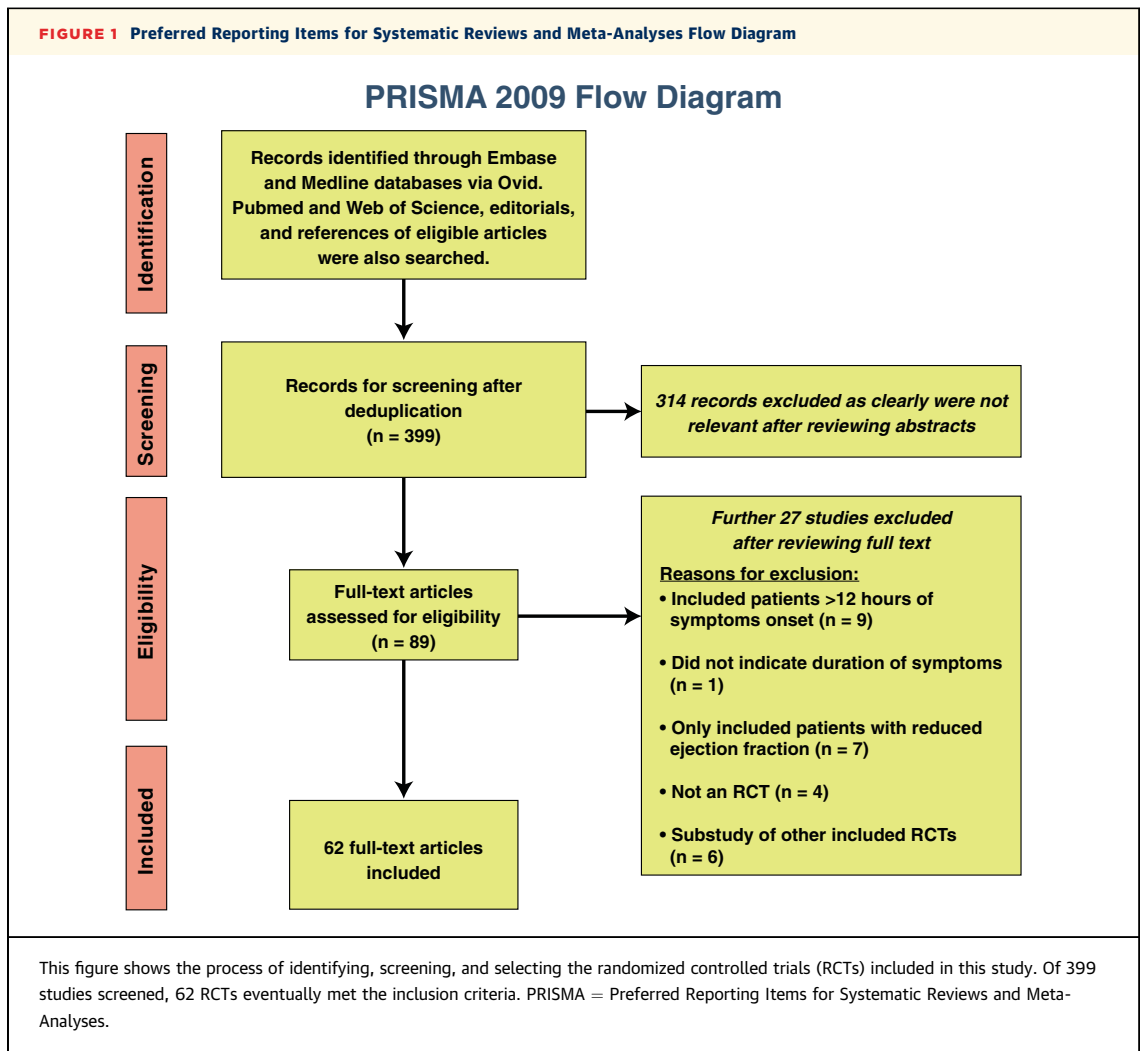 FIGURE 1 Preferred Reporting Items for Systematic Reviews and Meta-Analyses Flow Diagram
PRISMA 2009 Flow Diagram
Identification
Records identified through Embase
and Medline databases via Ovid.
Pubmed and Web of Science, editorials,
and references of eligible articles
were also searched.
Screening
Records for screening after
deduplication
(n = 399)
314 records excluded as clearly were not
relevant after reviewing abstracts
Eligibility
Full-text articles
assessed for eligibility
(n = 89)
Further 27 studies excluded
after reviewing full text
Reasons for exclusion:
• Included patients >12 hours of
symptoms onset (n = 9)
• Did not indicate duration of symptoms
(n = 1)
• Only included patients with reduced
ejection fraction (n = 7)
• Not an RCT (n = 4)
• Substudy of other included RCTs
(n = 6)
Included
62 full-text articles
included
This figure shows the process of identifying, screening, and selecting the randomized controlled trials (RCTs) included in this study. Of 399
studies screened, 62 RCTs eventually met the inclusion criteria. PRISMA = Preferred Reporting Items for Systematic Reviews and Meta-
Analyses.